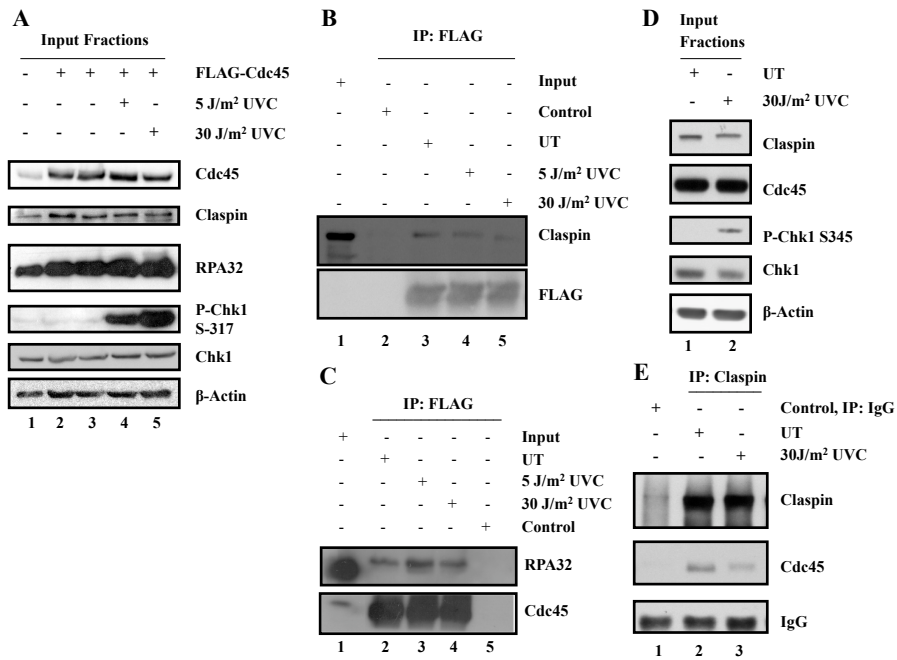 A
Input Fractions
- + + + + FLAG-Cdc45
- - - + - 5 J/m² UVC
- - - - + 30 J/m² UVC
Cdc45
Claspin
RPA32
P-Chk1
S-317
Chk1
β-Actin
1 2 3 4 5
B
IP: FLAG
+ - - - - Input
- + - - - Control
- - + - - UT
- - - + - 5 J/m² UVC
- - - - + 30 J/m² UVC
Claspin
FLAG
1 2 3 4 5
C
IP: FLAG
+ - - - - Input
- + - - - UT
- - + - - 5 J/m² UVC
- - - + - 30 J/m² UVC
- - - - + Control
RPA32
Cdc45
1 2 3 4 5
D
Input
Fractions
+ - UT
- + 30J/m² UVC
Claspin
Cdc45
P-Chk1 S345
Chk1
β-Actin
1 2
E
IP: Claspin
+ - - Control, IP: IgG
- + - UT
- - + 30J/m² UVC
Claspin
Cdc45
IgG
1 2 3